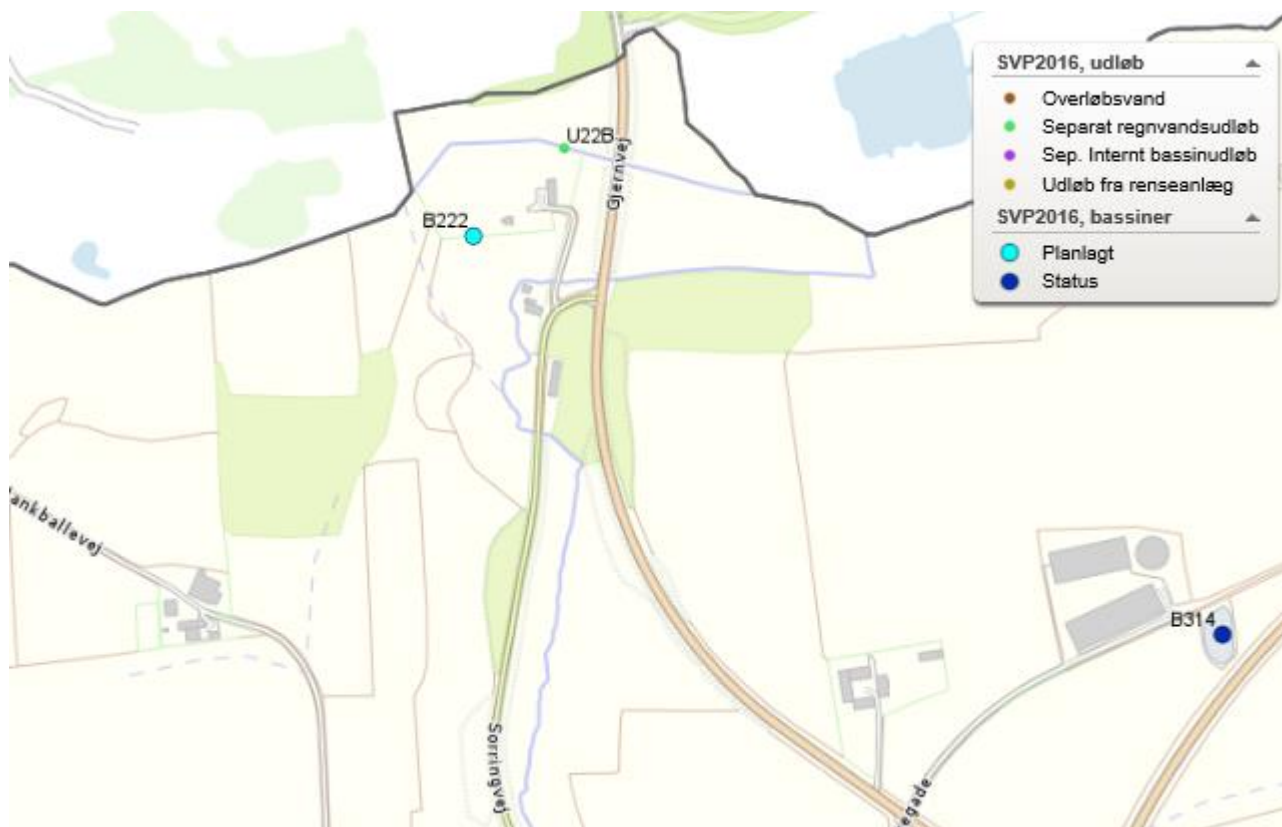 SVP2016, udløb
Overløbsvand
Separat regnvandsudløb
Sep. Internt bassinudløb
Udløb fra renseanlæg
SVP2016, bassiner
Planlagt
Status
U22B
Gjernvej
B222
ankballevej
B314
Sorringvej
egade